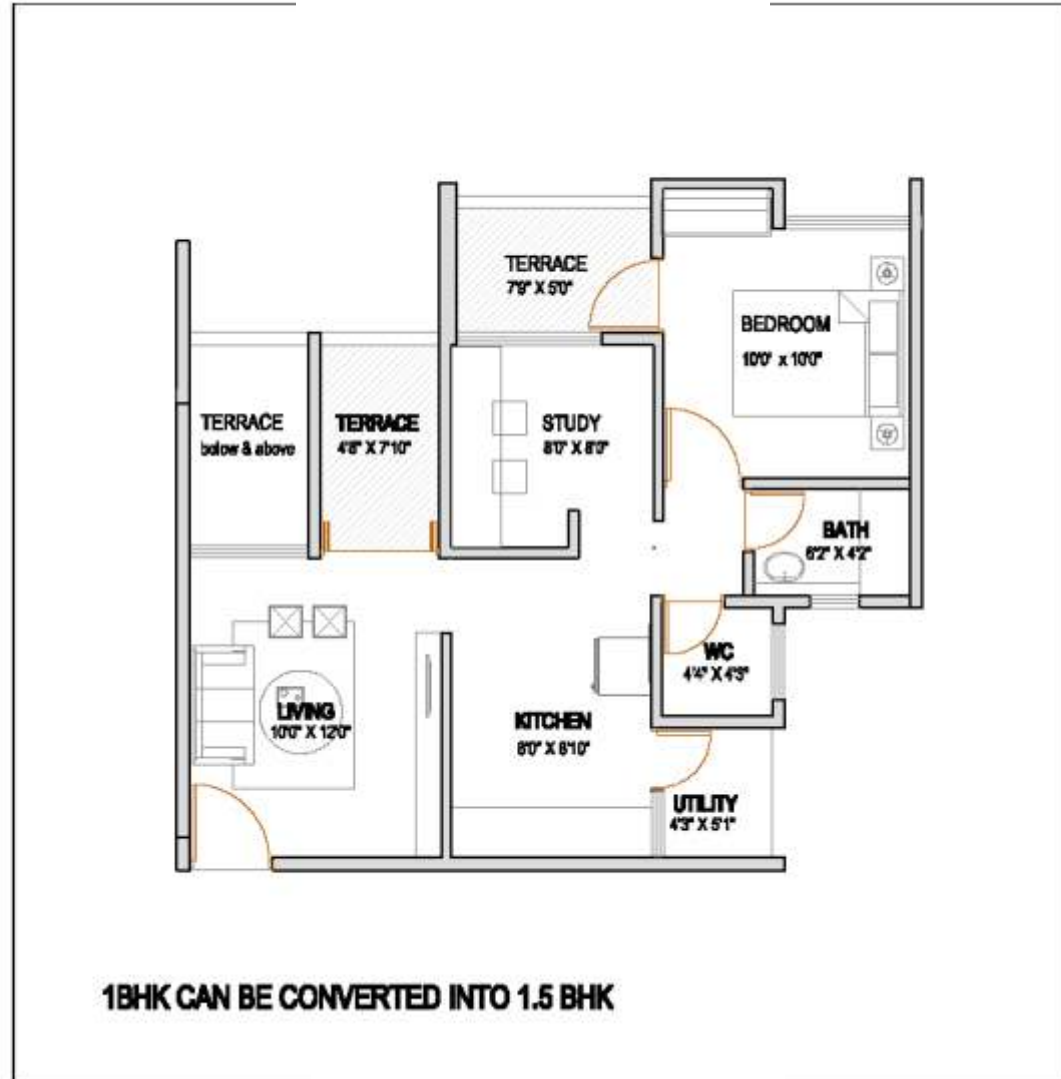 TERRACE
7'9" X 5'0"
BEDROOM
10'0" x 10'0"
TERRACE
below & above
TERRACE
4'8" X 7'10"
STUDY
8'0" X 8'0"
BATH
6'2" X 4'2"
WC
4'4" X 4'3"
LIVING
10'0" X 12'0"
KITCHEN
8'0" X 8'10"
UTILITY
4'3" X 5'1"
1BHK CAN BE CONVERTED INTO 1.5 BHK